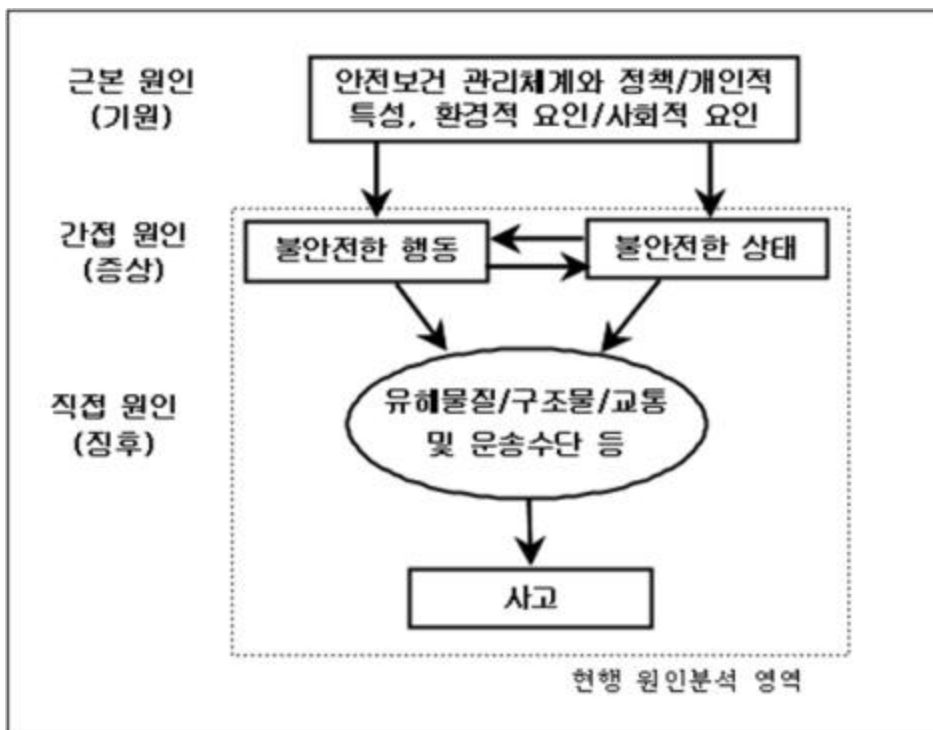 근본 원인
(기원)
안전보건 관리체계와 정책/개인적
특성, 환경적 요인/사회적 요인
간접 원인
(증상)
불안전한 행동
불안전한 상태
직접 원인
(징후)
유해물질/구조물/교통
및 운송수단 등
사고
현행 원인분석 영역